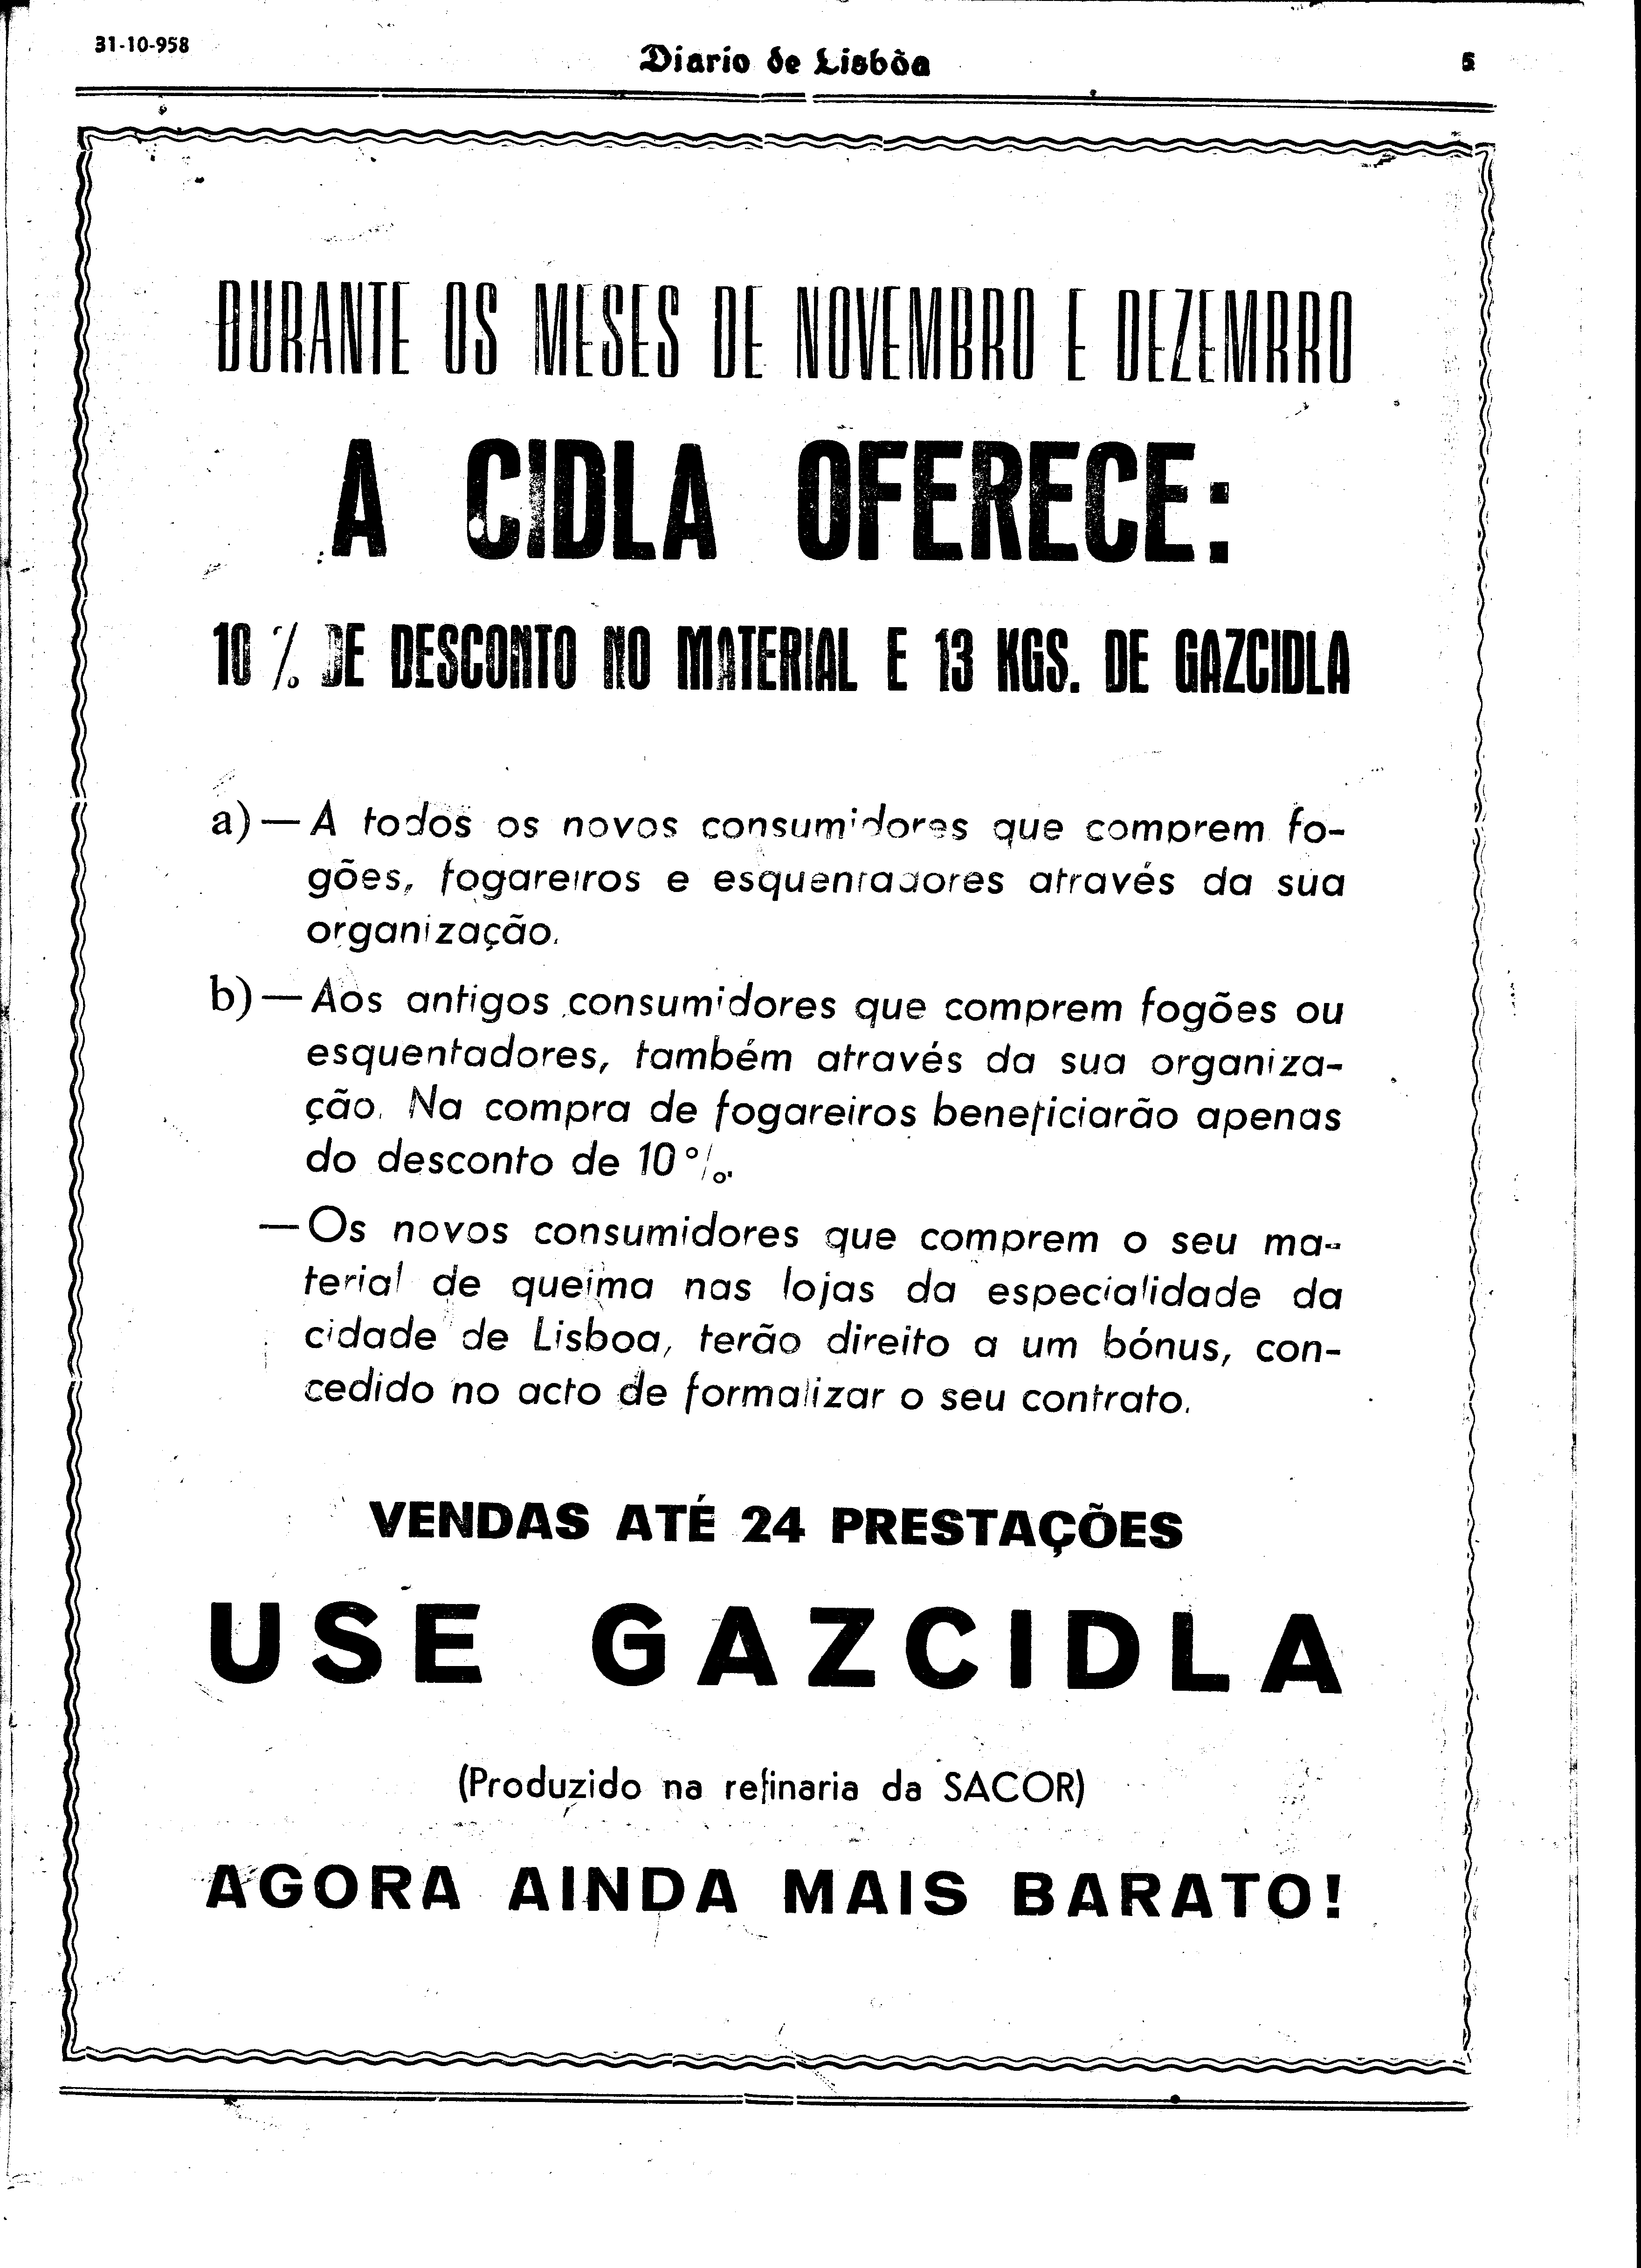 31-10-958
Diario de Lisbôa
5
DURANTE OS MESES DE NOVEMBRO E DEZEMBRO
A CIDLA OFERECE:
10 % DE DESCONTO NO MATERIAL E 13 KGS. DE GAZCIDLA
a) — A todos os novos consumidores que comprem fo-
gões, fogareiros e esquentadores através da sua
organização.
b) — Aos antigos consumidores que comprem fogões ou
esquentadores, também através da sua organiza-
ção. Na compra de fogareiros beneficiarão apenas
do desconto de 10 %.
— Os novos consumidores que comprem o seu ma-
terial de queima nas lojas da especialidade da
cidade de Lisboa, terão direito a um bónus, con-
cedido no acto de formalizar o seu contrato.
VENDAS ATÉ 24 PRESTAÇÕES
USE GAZCIDLA
(Produzido na refinaria da SACOR)
AGORA AINDA MAIS BARATO!